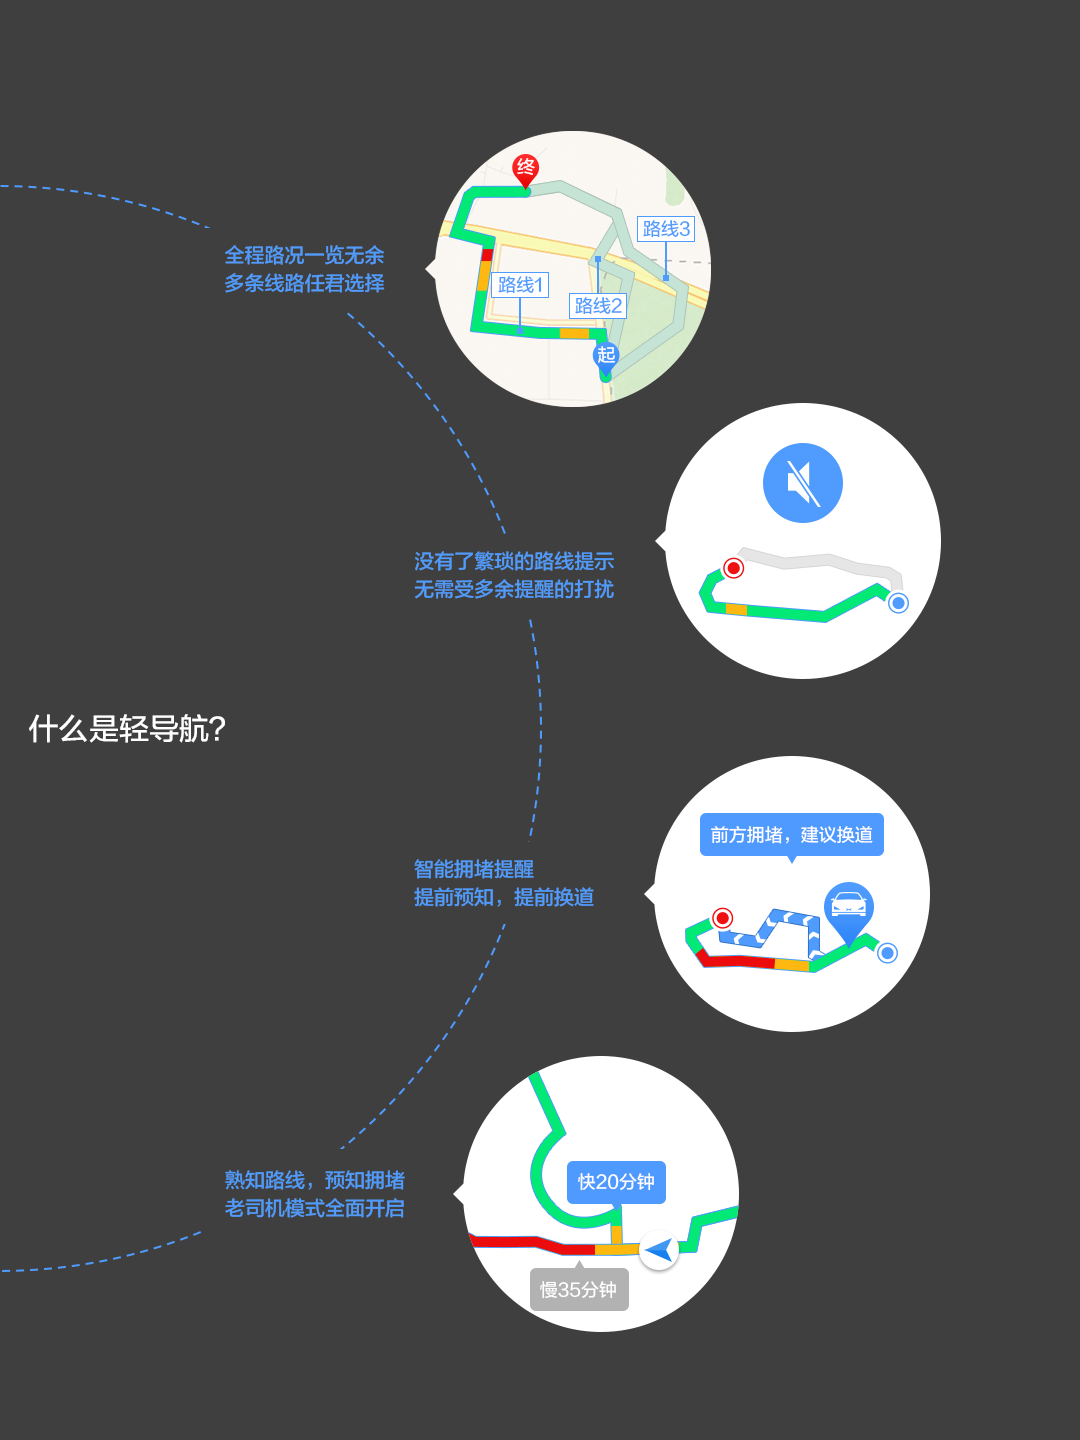 终
全程路况一览无余
多条线路任君选择
路线3
路线1
路线2
起
没有了繁琐的路线提示
无需受多余提醒的打扰
什么是轻导航?
前方拥堵，建议换道
智能拥堵提醒
提前预知，提前换道
熟知路线，预知拥堵
老司机模式全面开启
快20分钟
慢35分钟